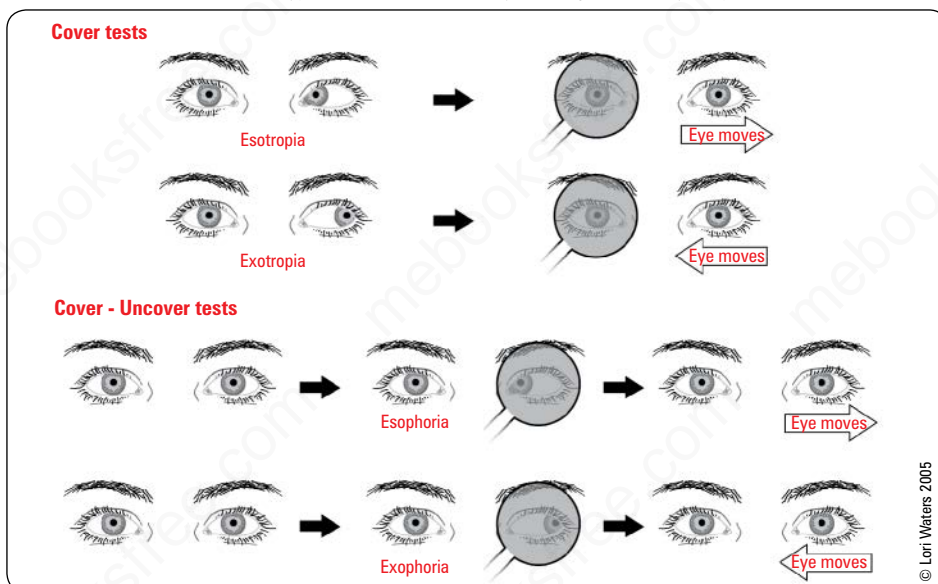 Cover tests
Esotropia
Eye moves
Exotropia
Eye moves
Cover - Uncover tests
Esophoria
Eye moves
Exophoria
Eye moves
© Lori Waters 2005